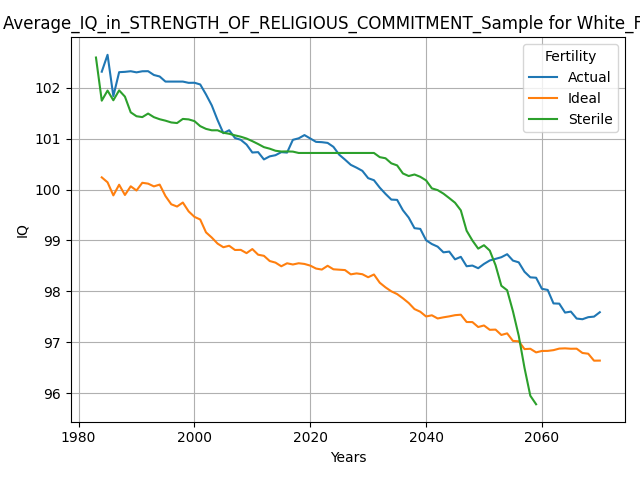 Average_IQ_in_STRENGTH_OF_RELIGIOUS_COMMITMENT_Sample for White_F
Fertility
Actual
Ideal
Sterile
102
101
100
99
98
97
96
IQ
1980 2000 2020 2040 2060
Years